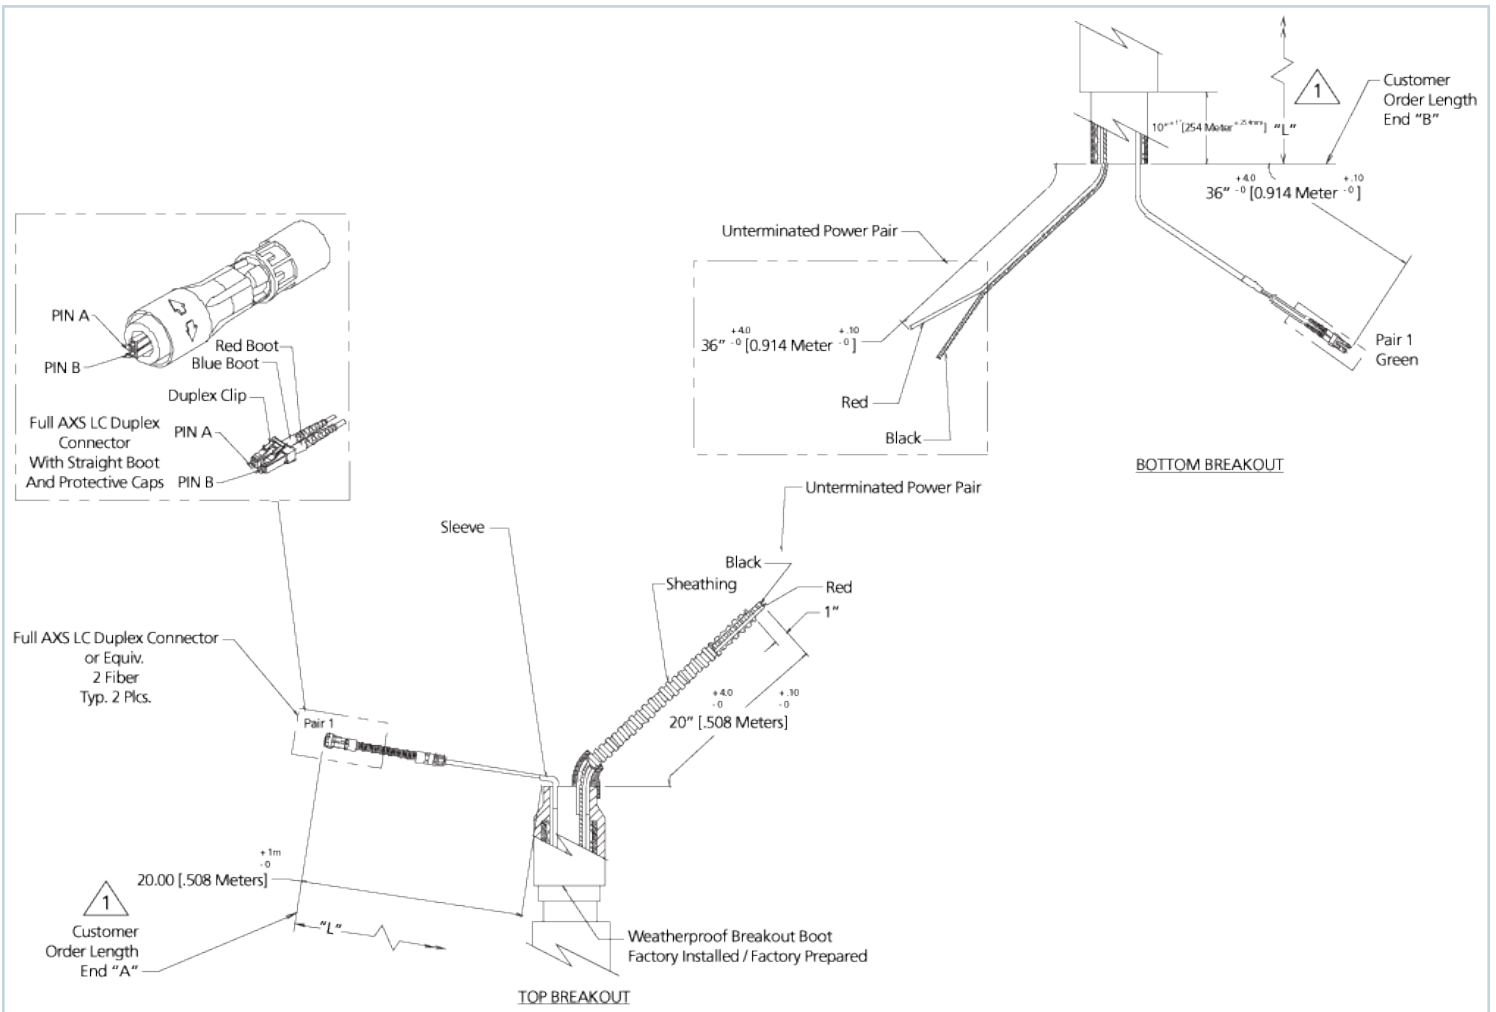 1
Customer
Order Length
End "B"
10" +1" [254 Meter +25.4mm] "L"
+4.0 +.10
36" -0 [0.914 Meter -0]
Unterminated Power Pair
+4.0 +.10
36" -0 [0.914 Meter -0]
Red
Black
Pair 1
Green
BOTTOM BREAKOUT
PIN A
PIN B
Red Boot
Blue Boot
Duplex Clip
Full AXS LC Duplex
Connector
With Straight Boot
And Protective Caps
PIN A
PIN B
Unterminated Power Pair
Sleeve
Black
Sheathing
Red
1"
Full AXS LC Duplex Connector
or Equiv.
2 Fiber
Typ. 2 Plcs.
Pair 1
+4.0 +.10
-0 -0
20" [.508 Meters]
+1m
-0
20.00 [.508 Meters]
1
Customer
Order Length
End "A"
"L"
Weatherproof Breakout Boot
Factory Installed / Factory Prepared
TOP BREAKOUT